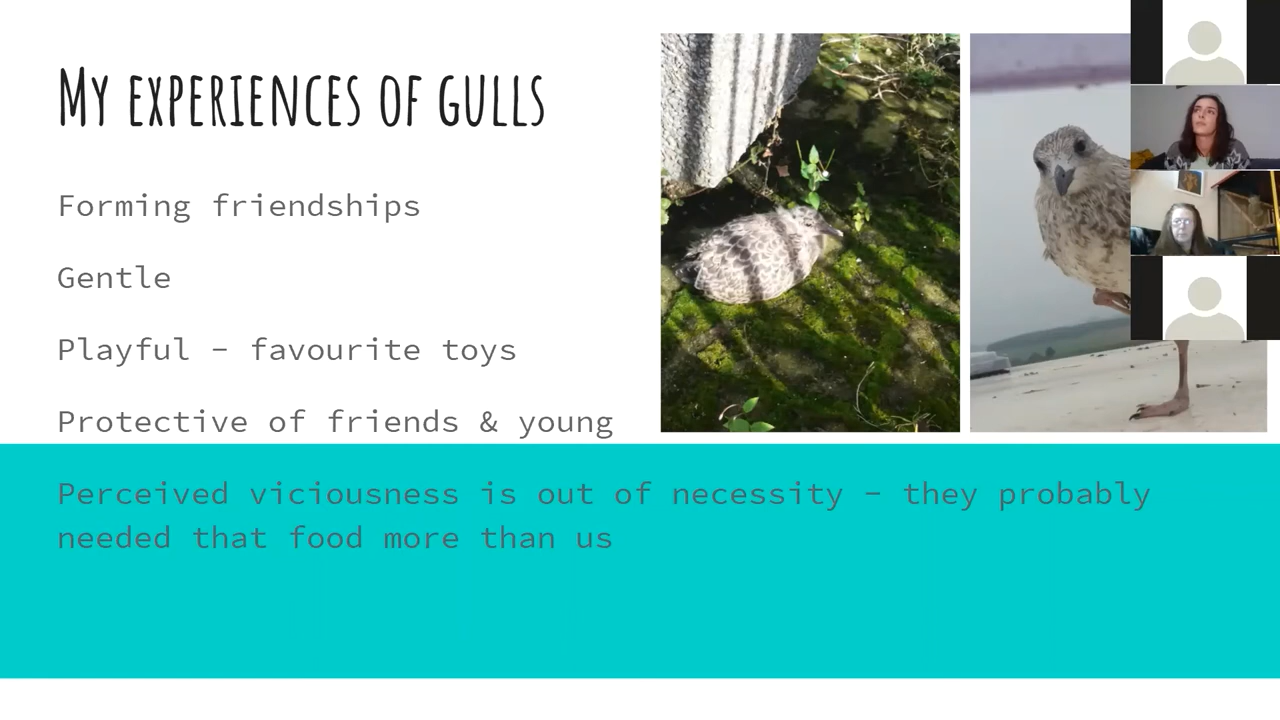 My experiences of gulls
Forming friendships
Gentle
Playful – favourite toys
Protective of friends & young
Perceived viciousness is out of necessity – they probably
needed that food more than us